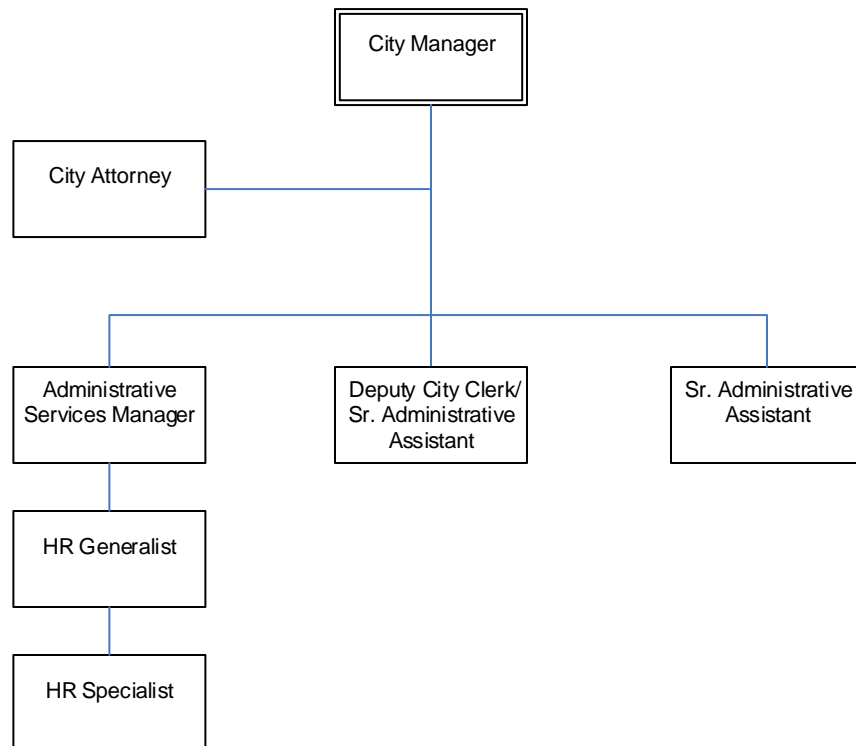 City Manager
City Attorney
Administrative
Services Manager
Deputy City Clerk/
Sr. Administrative
Assistant
Sr. Administrative
Assistant
HR Generalist
HR Specialist